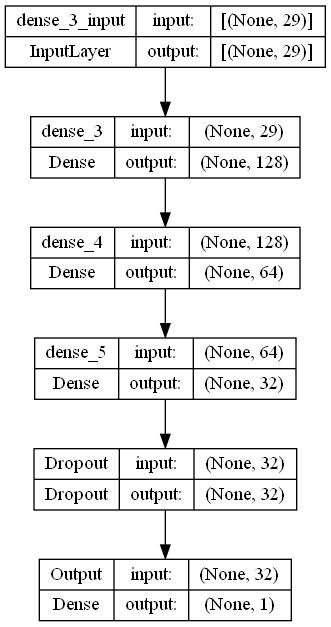 dense_3_input input: [(None, 29)]
InputLayer output: [(None, 29)]
dense_3 input: (None, 29)
Dense output: (None, 128)
dense_4 input: (None, 128)
Dense output: (None, 64)
dense_5 input: (None, 64)
Dense output: (None, 32)
Dropout input: (None, 32)
Dropout output: (None, 32)
Output input: (None, 32)
Dense output: (None, 1)